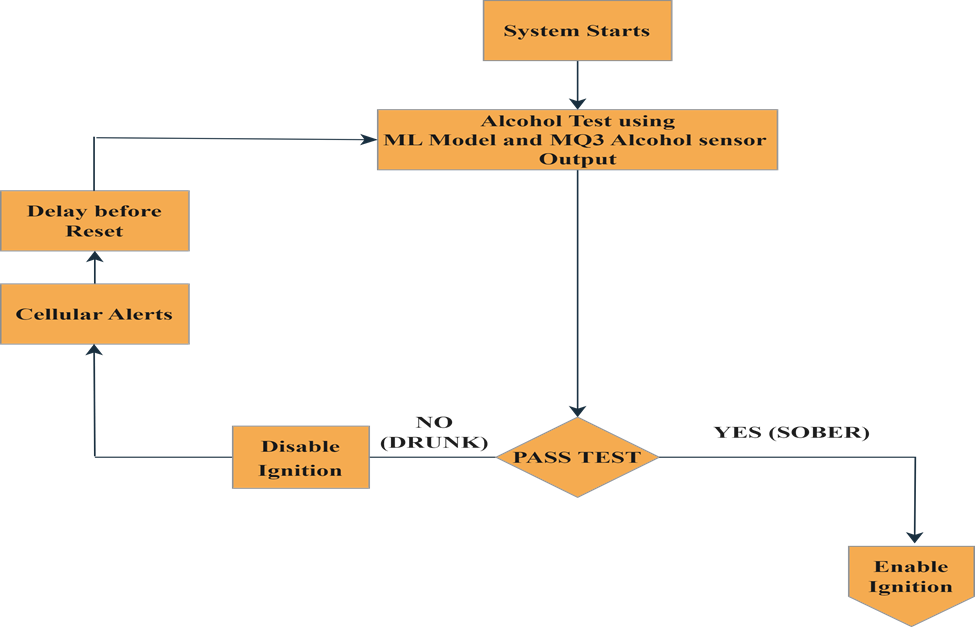 System Starts
Alcohol Test using
ML Model and MQ3 Alcohol sensor
Output
Delay before
Reset
Cellular Alerts
Disable
Ignition
NO
(DRUNK)
PASS TEST
YES (SOBER)
Enable
Ignition